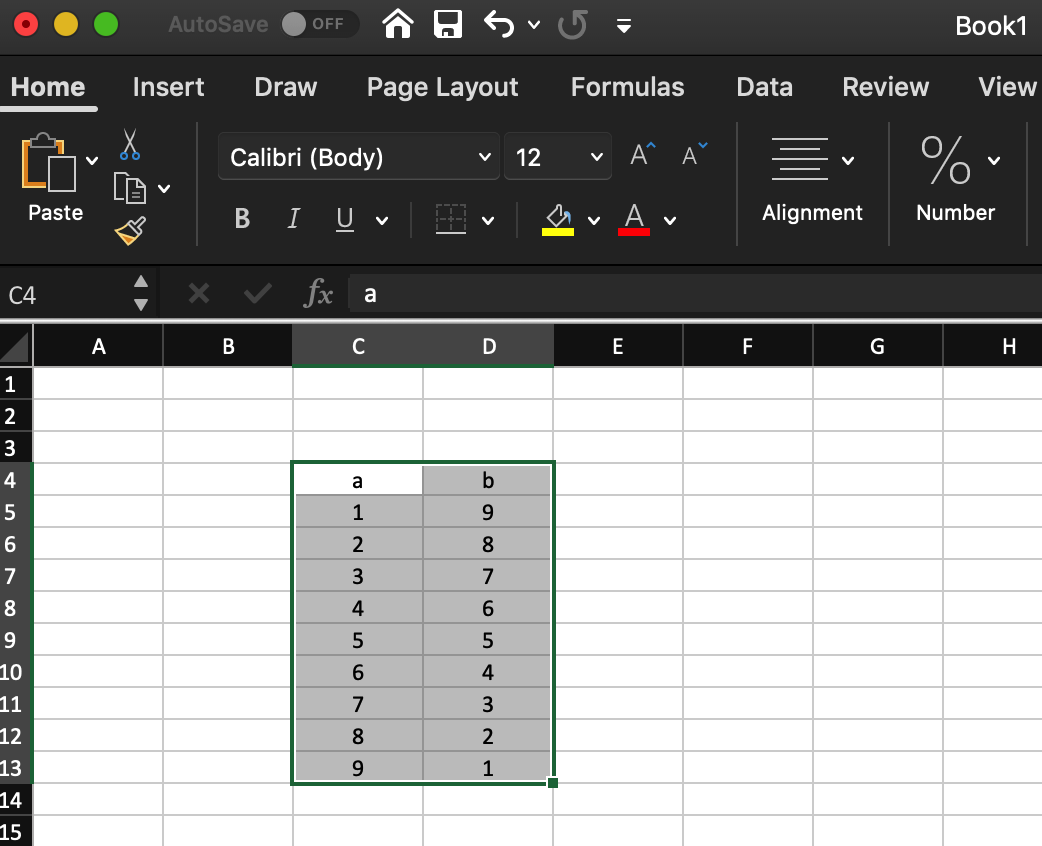 AutoSave OFF Book1
Home Insert Draw Page Layout Formulas Data Review View
Calibri (Body) 12 A A %
Paste B I U A Alignment Number
C4 fx a
A B C D E F G H
1
2
3
4 a b
5 1 9
6 2 8
7 3 7
8 4 6
9 5 5
10 6 4
11 7 3
12 8 2
13 9 1
14
15